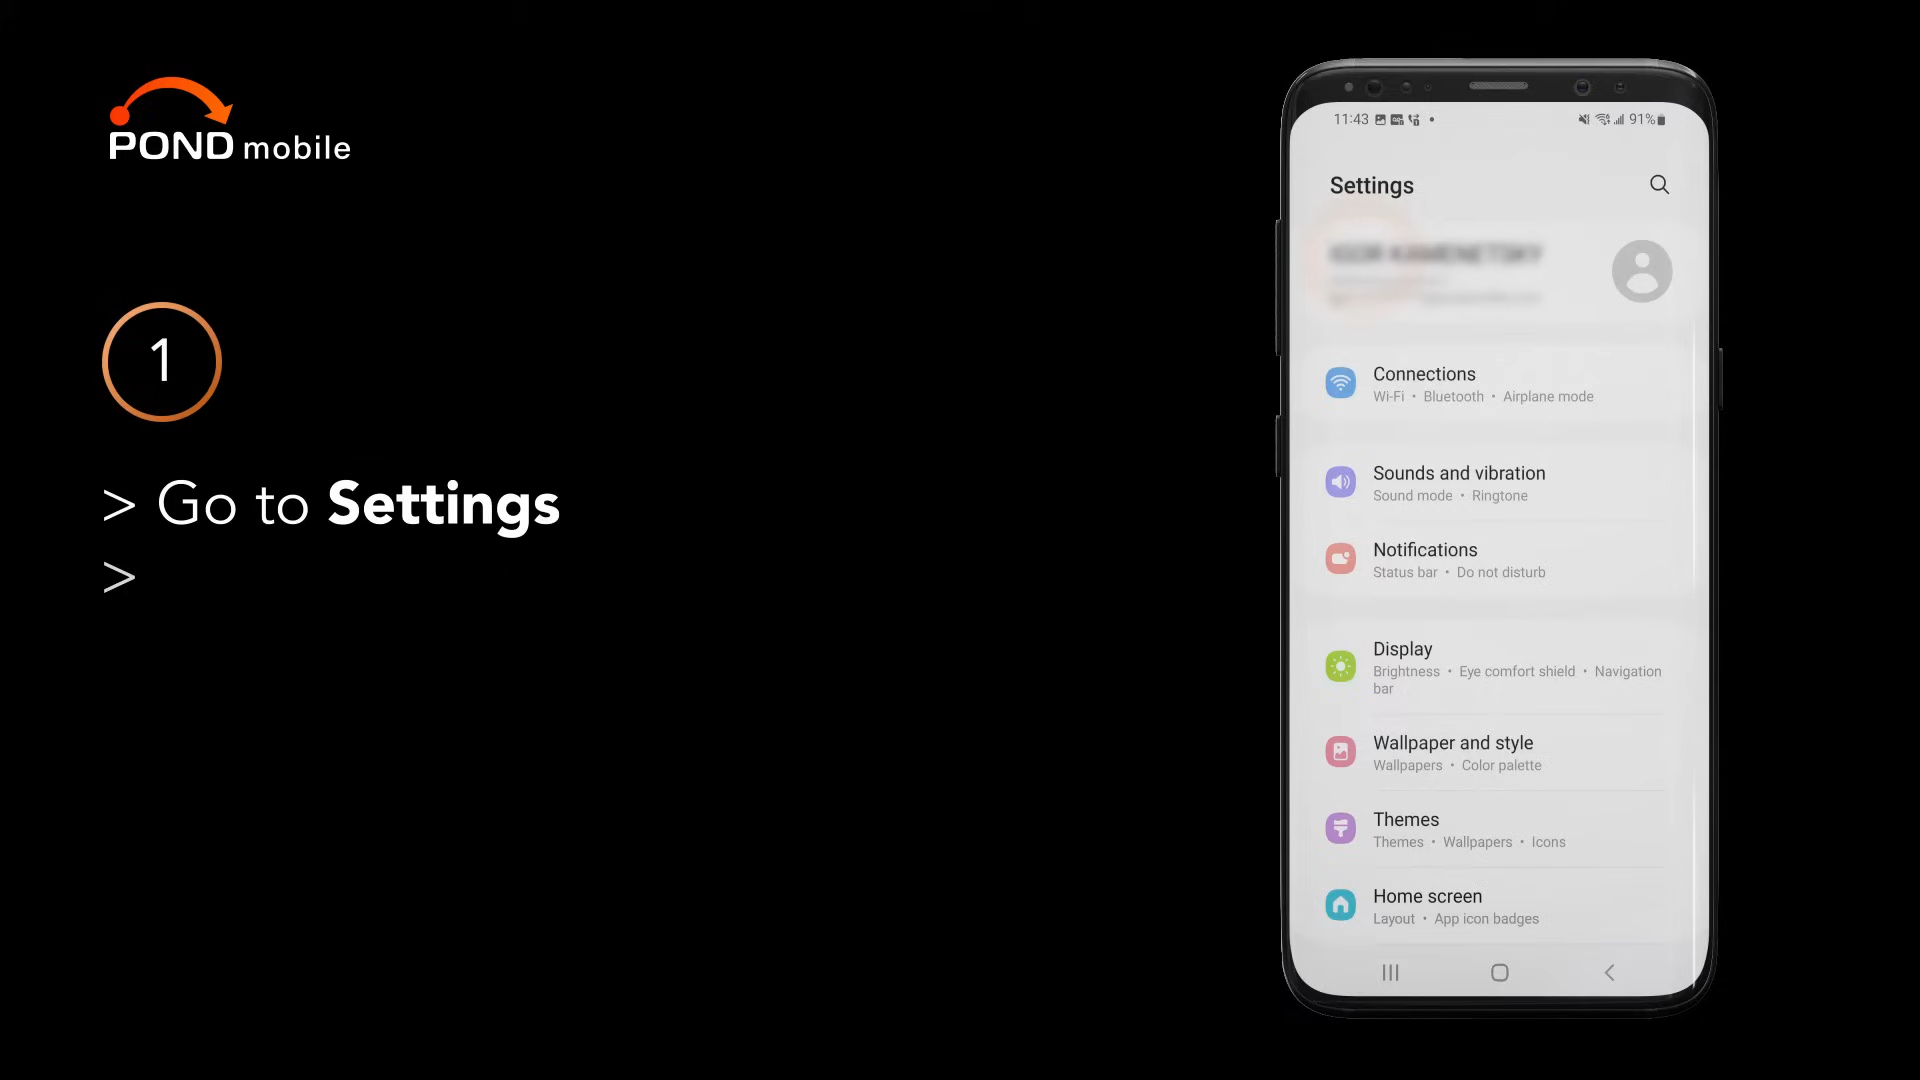 POND mobile
1
> Go to Settings
>
11:43
91%
Settings
Connections
Wi-Fi • Bluetooth • Airplane mode
Sounds and vibration
Sound mode • Ringtone
Notifications
Status bar • Do not disturb
Display
Brightness • Eye comfort shield • Navigation
bar
Wallpaper and style
Wallpapers • Color palette
Themes
Themes • Wallpapers • Icons
Home screen
Layout • App icon badges